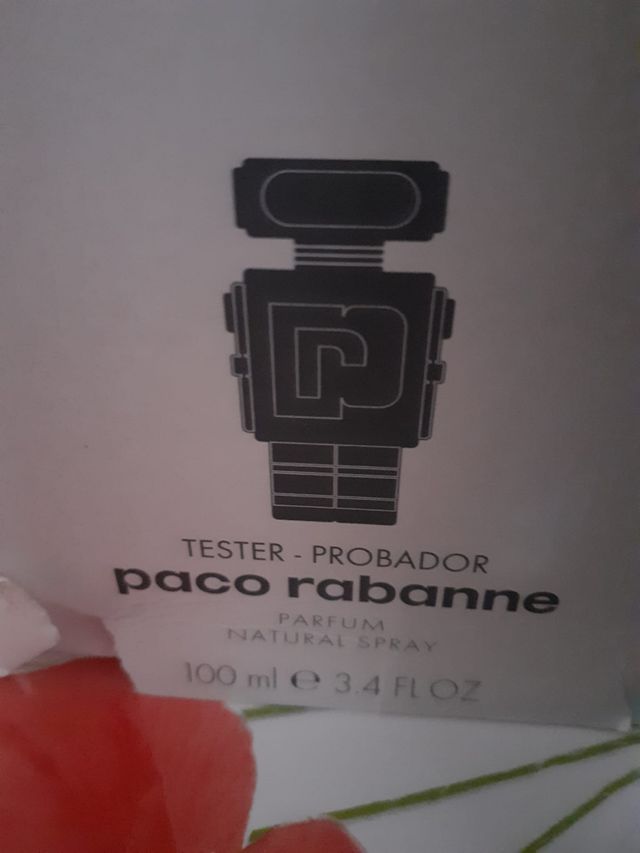 TESTER - PROBADOR
paco rabanne
PARFUM
NATURAL SPRAY
100 ml ℮ 3.4 FL OZ